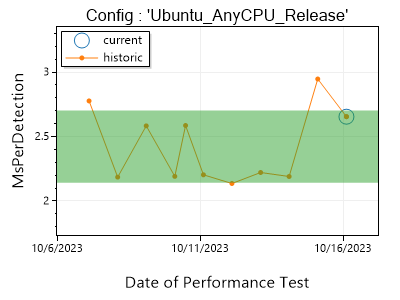 Config : 'Ubuntu_AnyCPU_Release'
current
historic
3
2.5
2
MsPerDetection
10/6/2023 10/11/2023 10/16/2023
Date of Performance Test